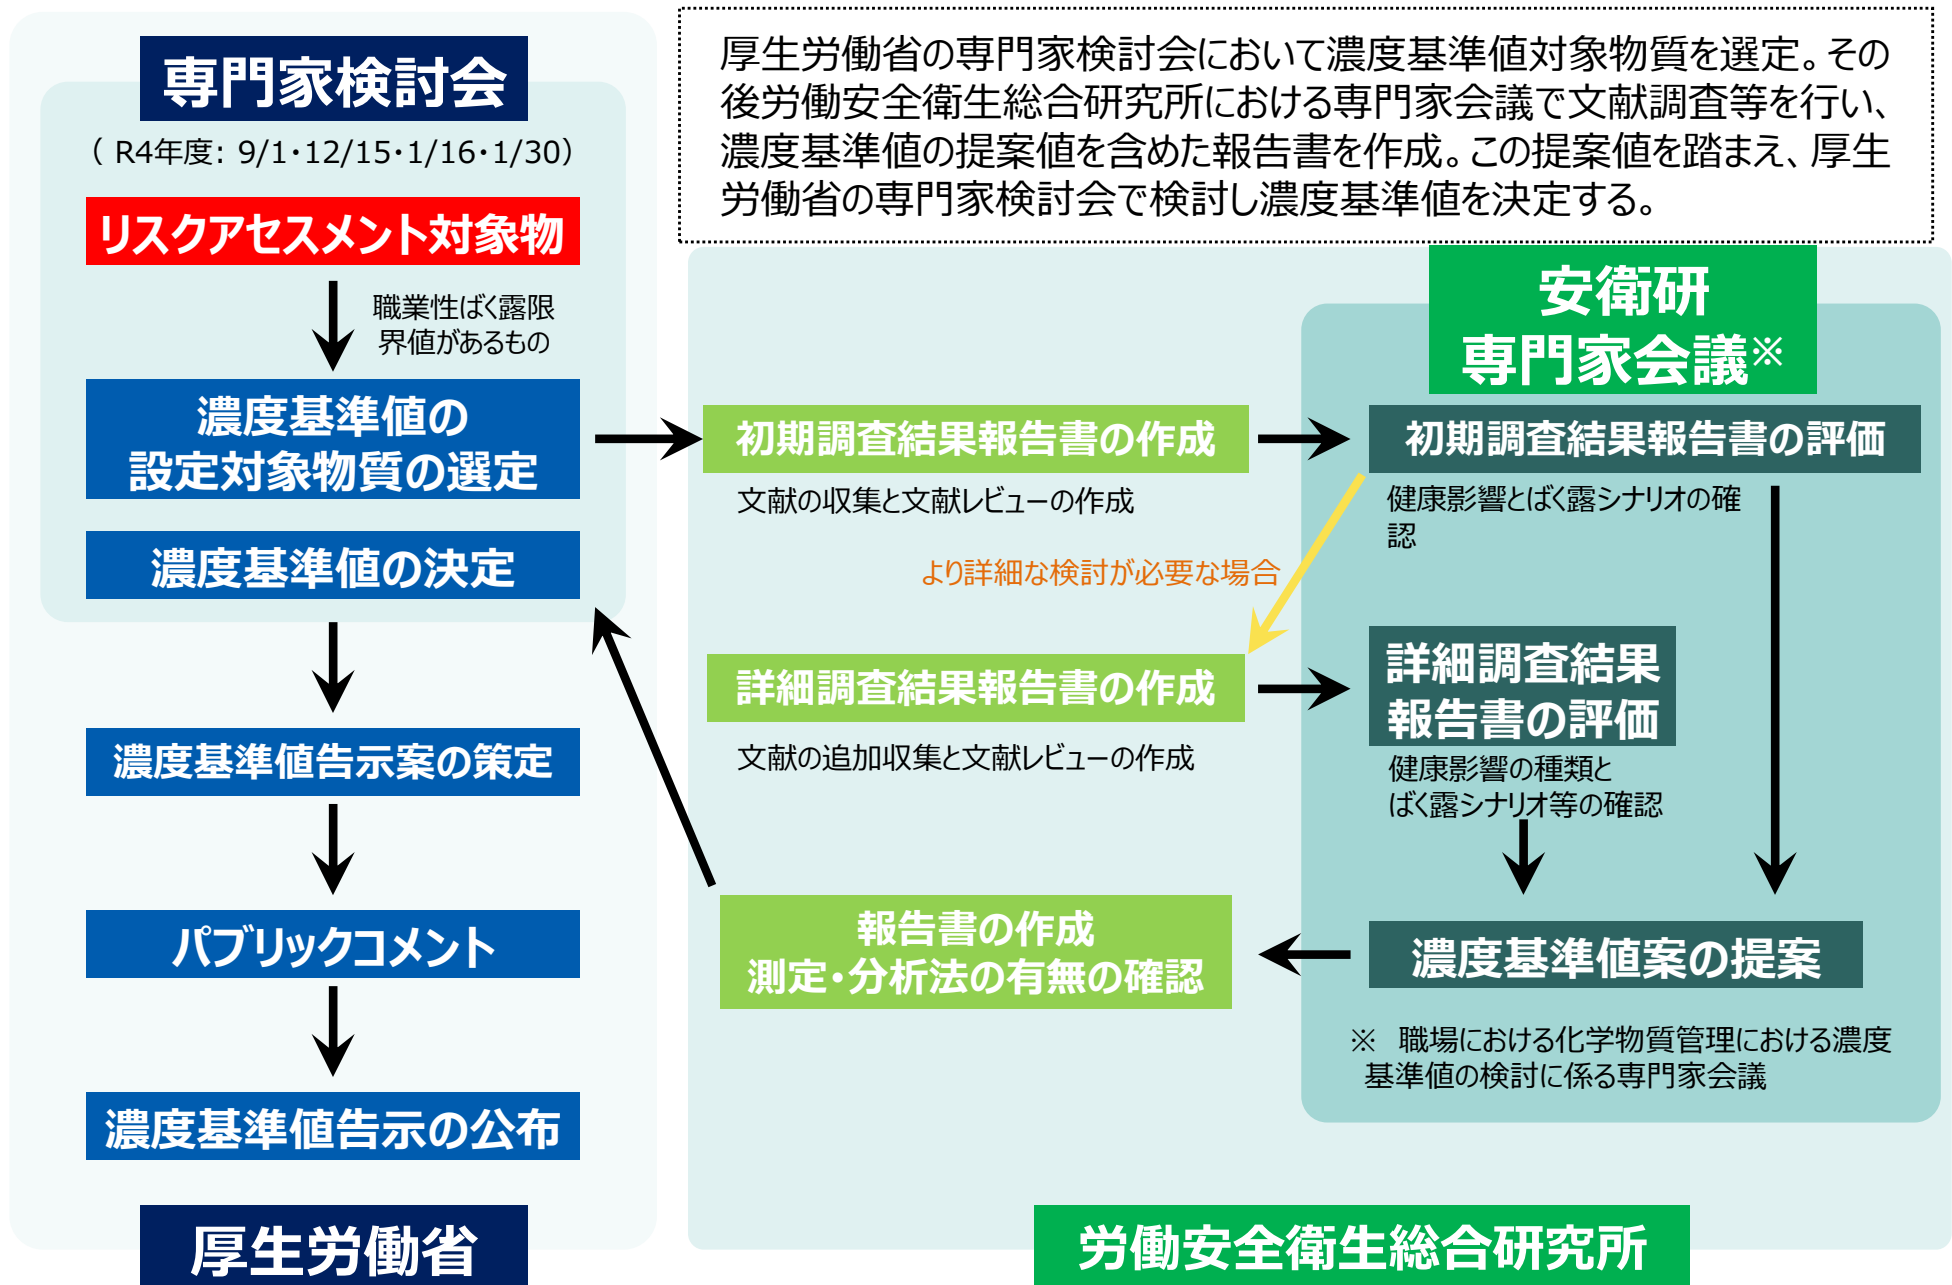 専門家検討会
（ R4年度: 9/1・12/15・1/16・1/30）
リスクアセスメント対象物
職業性ばく露限
界値があるもの
濃度基準値の
設定対象物質の選定
濃度基準値の決定
濃度基準値告示案の策定
パブリックコメント
濃度基準値告示の公布
厚生労働省
厚生労働省の専門家検討会において濃度基準値対象物質を選定。その
後労働安全衛生総合研究所における専門家会議で文献調査等を行い、
濃度基準値の提案値を含めた報告書を作成。この提案値を踏まえ、厚生
労働省の専門家検討会で検討し濃度基準値を決定する。
安衛研
専門家会議※
初期調査結果報告書の作成
文献の収集と文献レビューの作成
初期調査結果報告書の評価
健康影響とばく露シナリオの確
認
より詳細な検討が必要な場合
詳細調査結果報告書の作成
文献の追加収集と文献レビューの作成
詳細調査結果
報告書の評価
健康影響の種類と
ばく露シナリオ等の確認
報告書の作成
測定・分析法の有無の確認
濃度基準値案の提案
※ 職場における化学物質管理における濃度
基準値の検討に係る専門家会議
労働安全衛生総合研究所